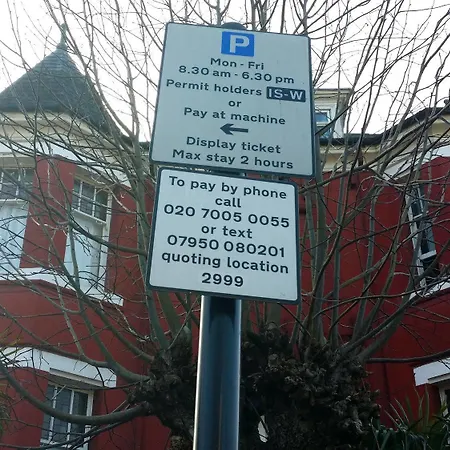 P
Mon - Fri
8.30 am - 6.30 pm
Permit holders IS-W
or
Pay at machine
Display ticket
Max stay 2 hours
To pay by phone
call
020 7005 0055
or text
07950 080201
quoting location
2999